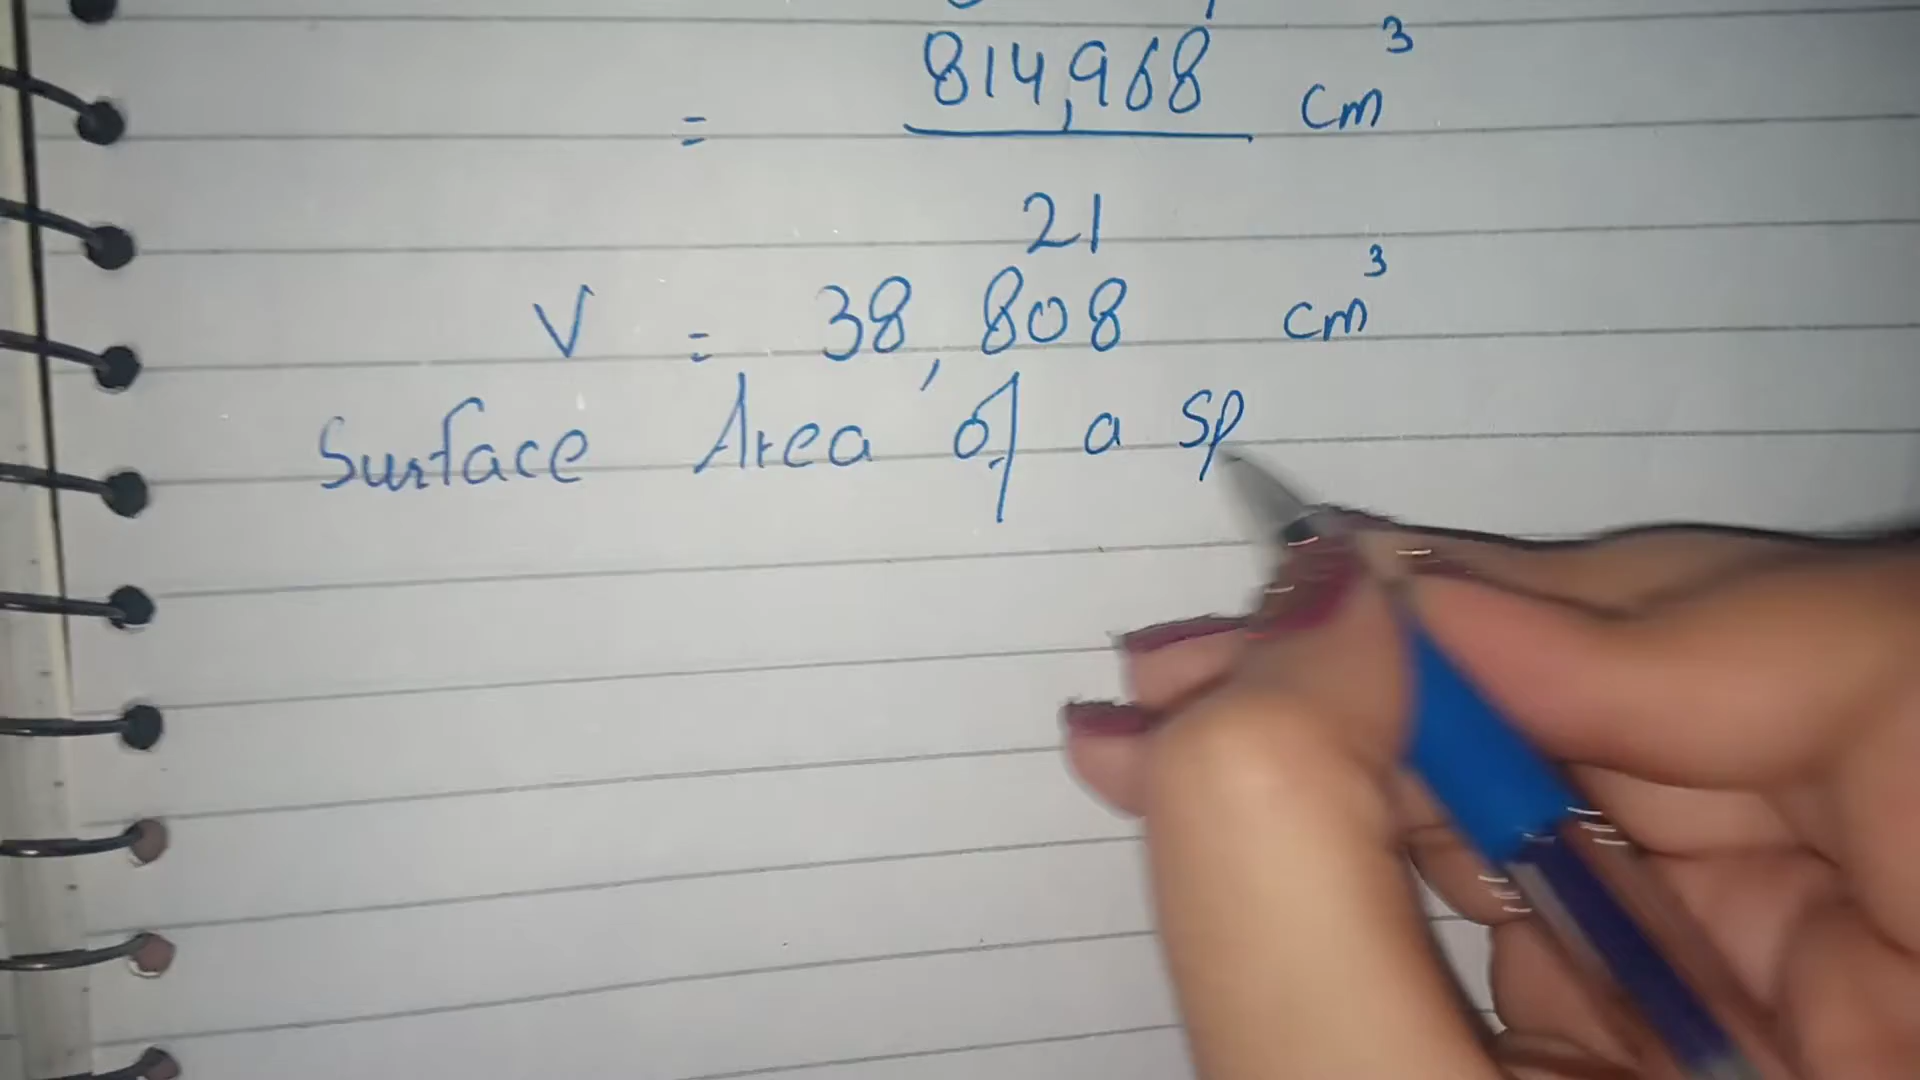 = 814,968 cm³
21
V = 38,808 cm³
Surface Area of a Sp